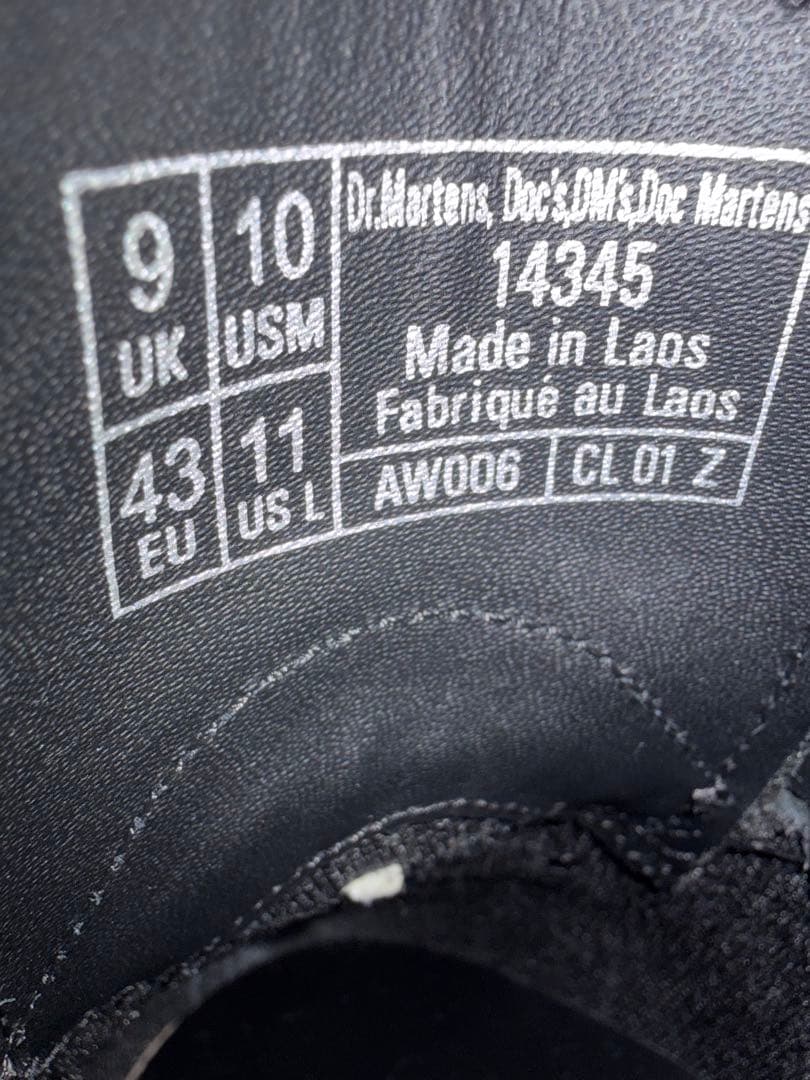 9
UK
10
USM
43
EU
11
US L
Dr.Martens, Doc's,DM's,Doc Martens
14345
Made in Laos
Fabriqué au Laos
AW006
CL 01 Z